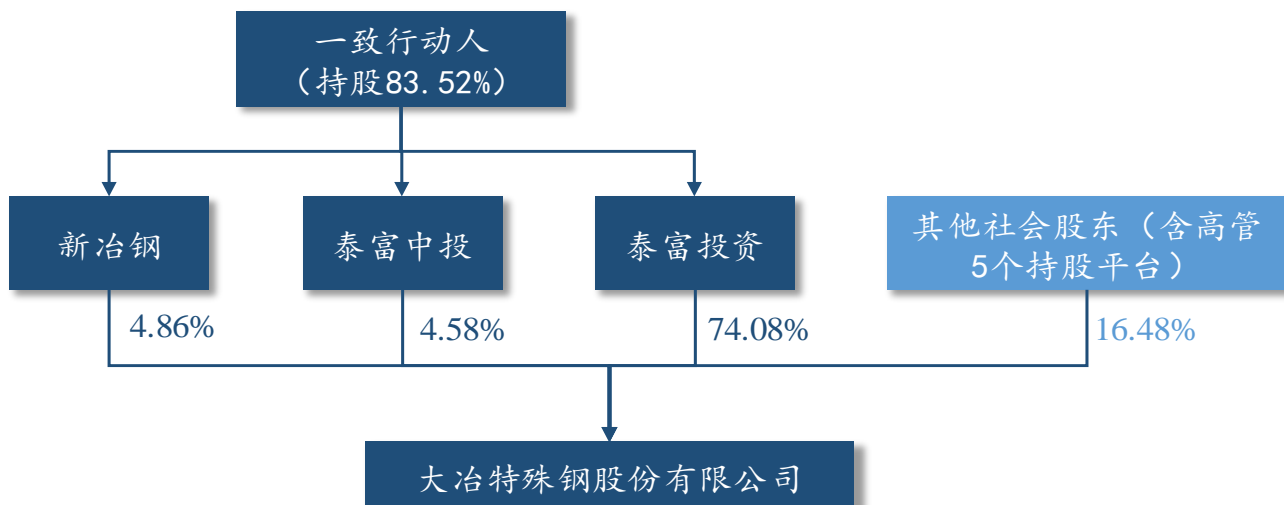 一致行动人
（持股83.52%）
新冶钢
泰富中投
泰富投资
其他社会股东（含高管
5个持股平台）
4.86%
4.58%
74.08%
16.48%
大冶特殊钢股份有限公司